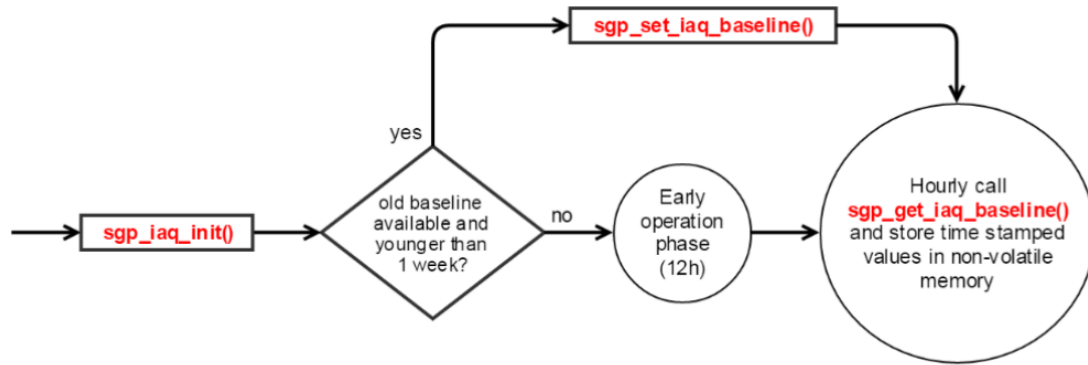 sgp_set_iaq_baseline()
yes
sgp_iaq_init()
old baseline
available and
younger than
1 week?
no
Early
operation
phase
(12h)
Hourly call
sgp_get_iaq_baseline()
and store time stamped
values in non-volatile
memory